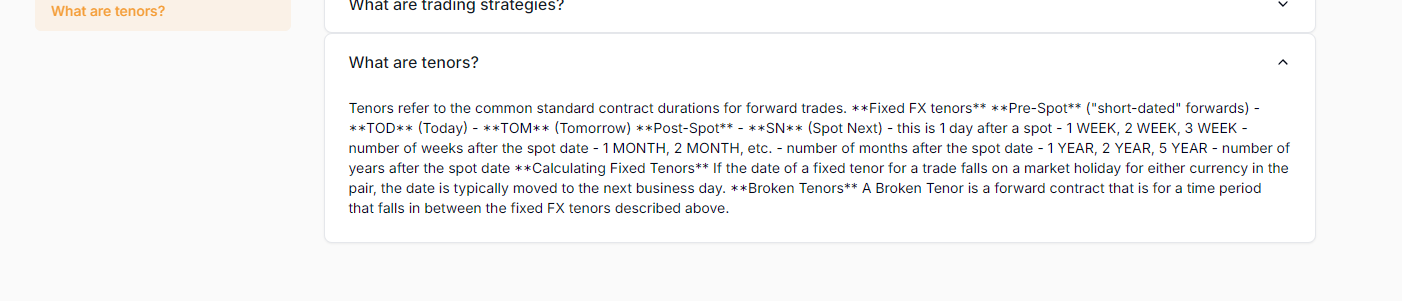 What are tenors?
What are trading strategies?
What are tenors?
Tenors refer to the common standard contract durations for forward trades. **Fixed FX tenors** **Pre-Spot** ("short-dated" forwards) -
**TOD** (Today) - **TOM** (Tomorrow) **Post-Spot** - **SN** (Spot Next) - this is 1 day after a spot - 1 WEEK, 2 WEEK, 3 WEEK -
number of weeks after the spot date - 1 MONTH, 2 MONTH, etc. - number of months after the spot date - 1 YEAR, 2 YEAR, 5 YEAR - number of
years after the spot date **Calculating Fixed Tenors** If the date of a fixed tenor for a trade falls on a market holiday for either currency in the
pair, the date is typically moved to the next business day. **Broken Tenors** A Broken Tenor is a forward contract that is for a time period
that falls in between the fixed FX tenors described above.